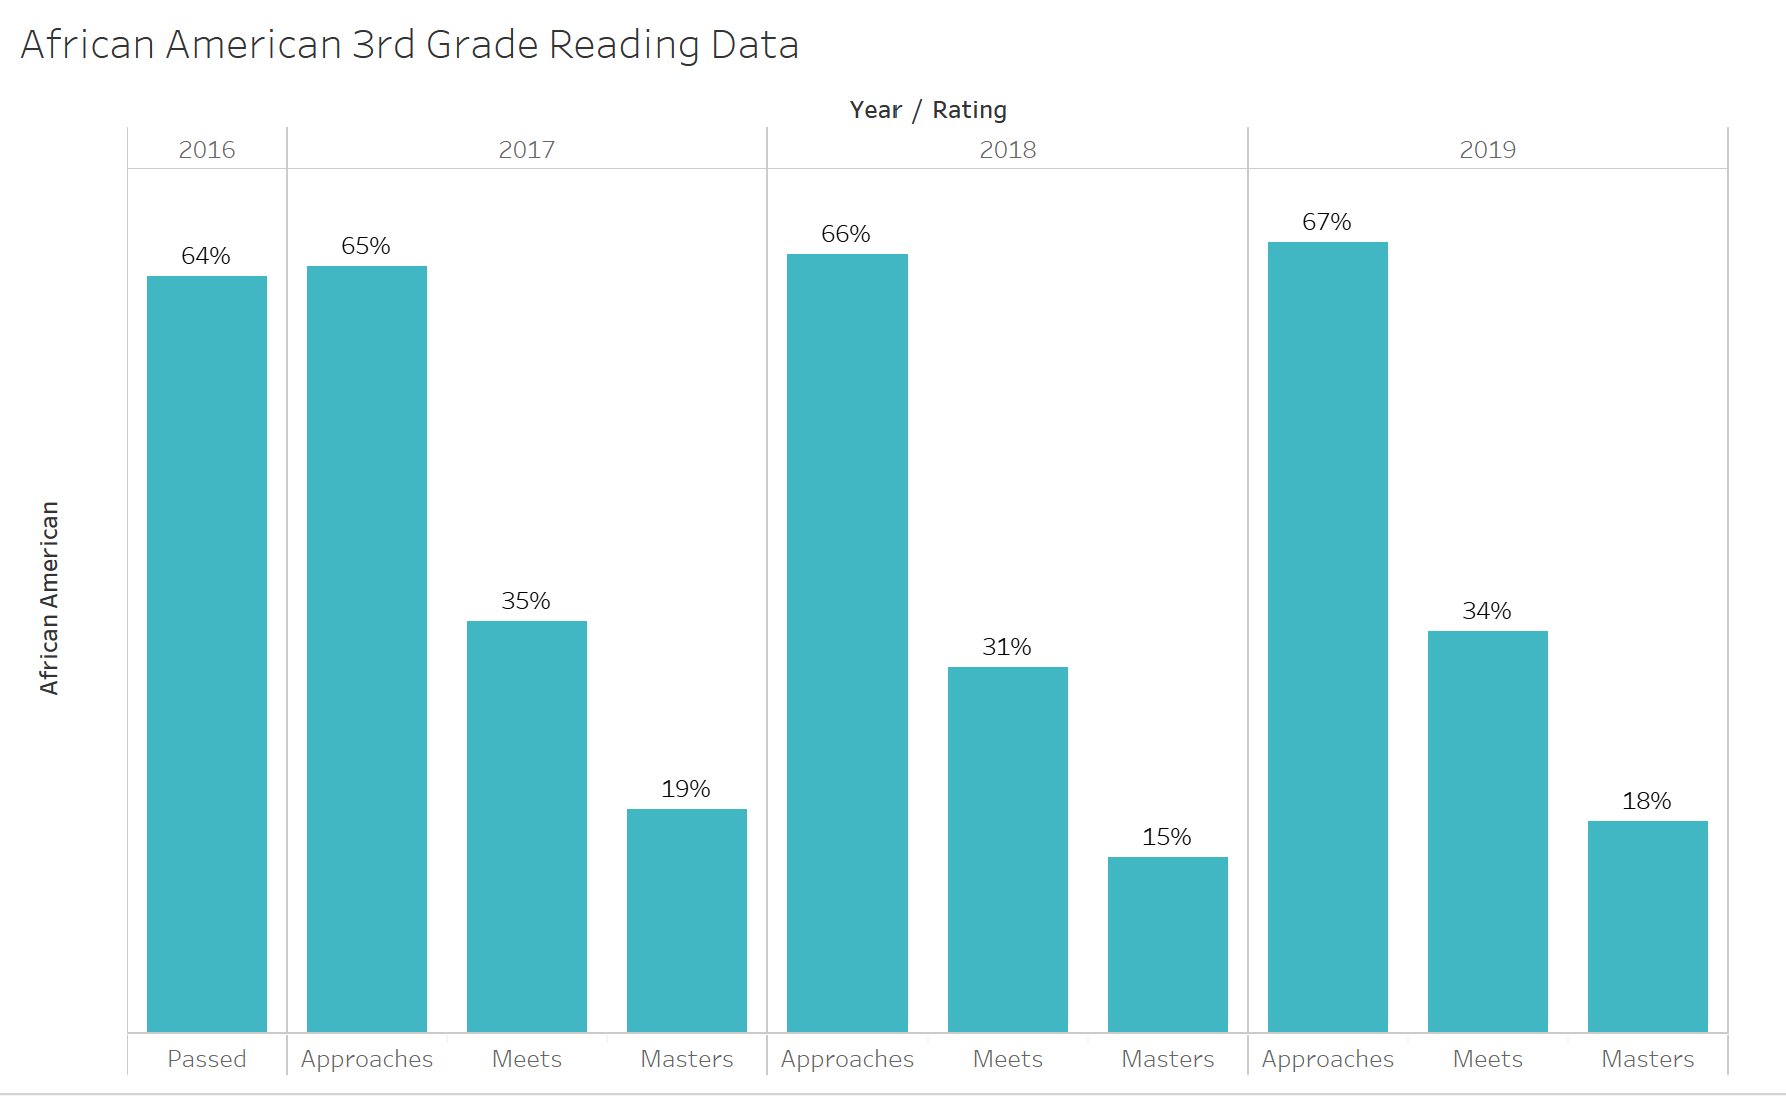 African American 3rd Grade Reading Data
Year / Rating
2016 2017 2018 2019
64% 65% 35% 19% 66% 31% 15% 67% 34% 18%
African American
Passed Approaches Meets Masters Approaches Meets Masters Approaches Meets Masters